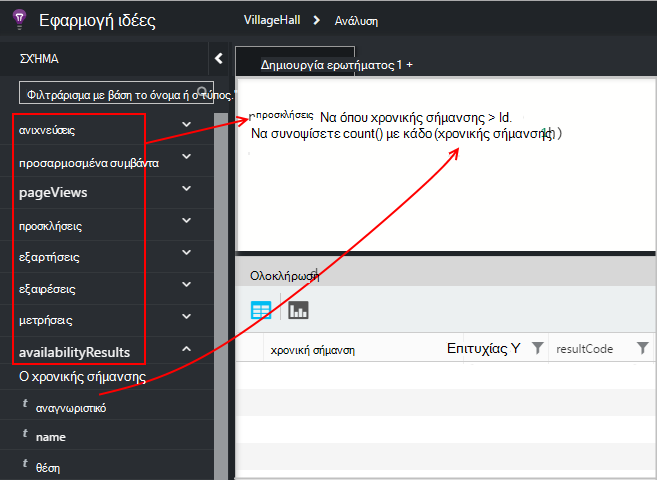 Εφαρμογή ιδέες
VillageHall > Ανάλυση
ΣΧΉΜΑ
Δημιουργία ερωτήματος 1 +
Φιλτράρισμα με βάση το όνομα ή ο τύπος.
ανιχνεύσεις
προσαρμοσμένα συμβάντα
pageViews
προσκλήσεις
εξαρτήσεις
εξαιρέσεις
μετρήσεις
availabilityResults
Ο χρονικής σήμανσης
t αναγνωριστικό
t name
t θέση
προσκλήσεις Να όπου χρονικής σήμανσης > Id.
Να συνοψίσετε count() με κάδο (χρονικής σήμανσης, )
Ολοκλήρωσή
χρονική σήμανση Επιτυχίας Υ resultCode